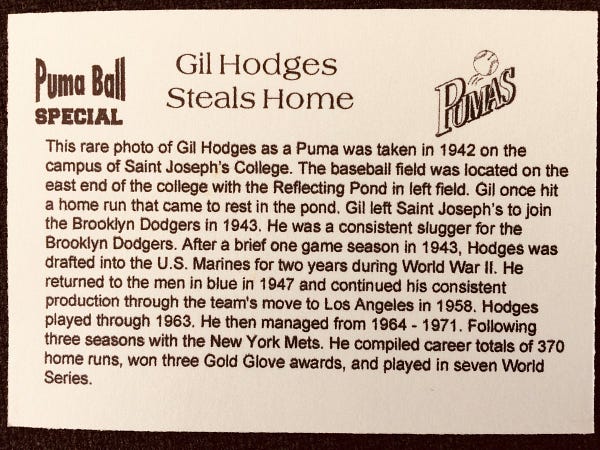 Puma Ball
SPECIAL
Gil Hodges
Steals Home
PUMAS
This rare photo of Gil Hodges as a Puma was taken in 1942 on the
campus of Saint Joseph's College. The baseball field was located on the
east end of the college with the Reflecting Pond in left field. Gil once hit
a home run that came to rest in the pond. Gil left Saint Joseph's to join
the Brooklyn Dodgers in 1943. He was a consistent slugger for the
Brooklyn Dodgers. After a brief one game season in 1943, Hodges was
drafted into the U.S. Marines for two years during World War II. He
returned to the men in blue in 1947 and continued his consistent
production through the team's move to Los Angeles in 1958. Hodges
played through 1963. He then managed from 1964 - 1971. Following
three seasons with the New York Mets. He compiled career totals of 370
home runs, won three Gold Glove awards, and played in seven World
Series.